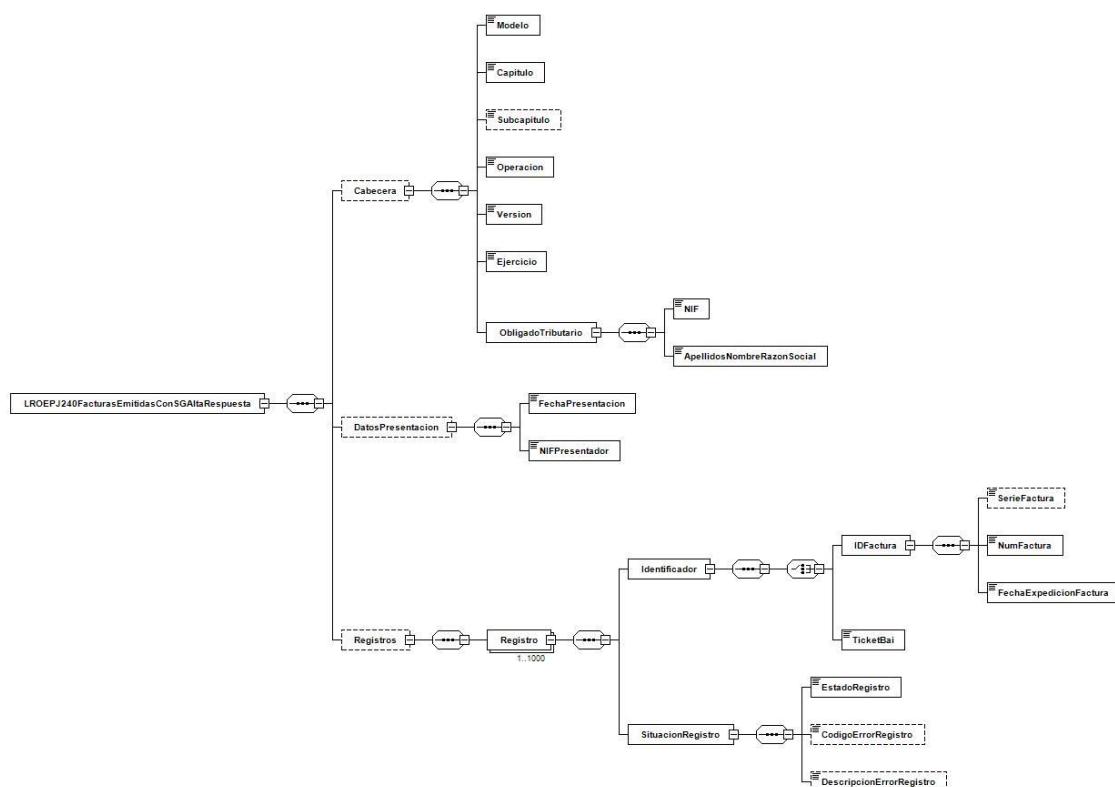 Modelo
Capitulo
Subcapitulo
Operacion
Cabecera
Version
Ejercicio
NIF
ObligadoTributario
ApellidosNombreRazonSocial
LROEPJ240FacturasEmitidasConSGAltaRespuesta
FechaPresentacion
DatosPresentacion
NIFPresentador
SerieFactura
IDFactura
NumFactura
Identificador
FechaExpedicionFactura
Registros
Registro
1..1000
TicketBai
EstadoRegistro
SituacionRegistro
CodigoErrorRegistro
DescripcionErrorRegistro